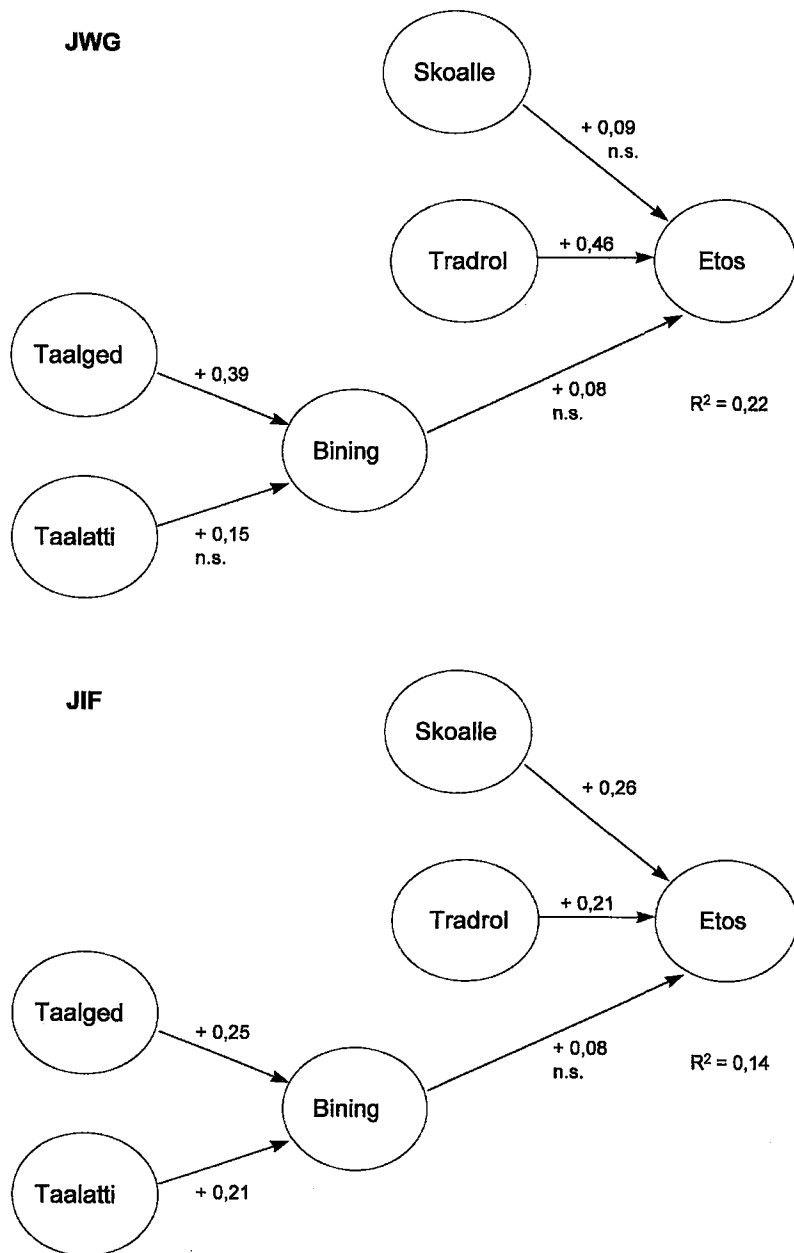 JWG
Skoalle
+ 0,09
n.s.
Tradrol
+ 0,46
Etos
Taalged
+ 0,39
+ 0,08
n.s.
R² = 0,22
Bining
Taalatti
+ 0,15
n.s.
JIF
Skoalle
+ 0,26
Tradrol
+ 0,21
Etos
Taalged
+ 0,25
+ 0,08
n.s.
R² = 0,14
Bining
Taalatti
+ 0,21